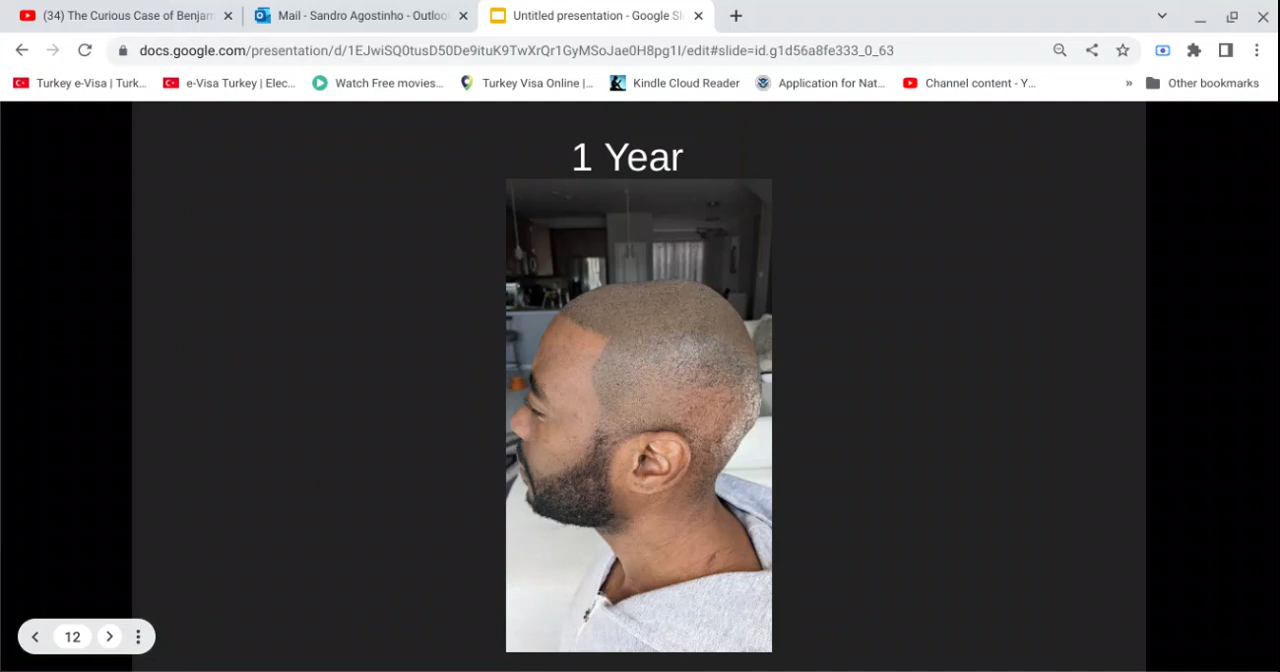 (34) The Curious Case of Benjam
Mail - Sandro Agostinho - Outloo
Untitled presentation - Google Sl
docs.google.com/presentation/d/1EJwiSQ0tusD50De9ituK9TwXrQr1GyMSoJae0H8pg1I/edit#slide=id.g1d56a8fe333_0_63
Turkey e-Visa | Turk...
e-Visa Turkey | Elec...
Watch Free movies...
Turkey Visa Online |...
Kindle Cloud Reader
Application for Nat...
Channel content - Y...
»
Other bookmarks
1 Year
12